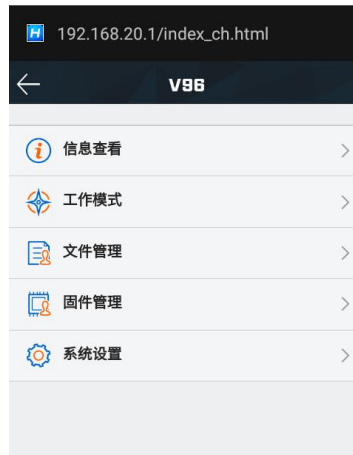 H 192.168.20.1/index_ch.html
V96
信息查看
工作模式
文件管理
固件管理
系统设置